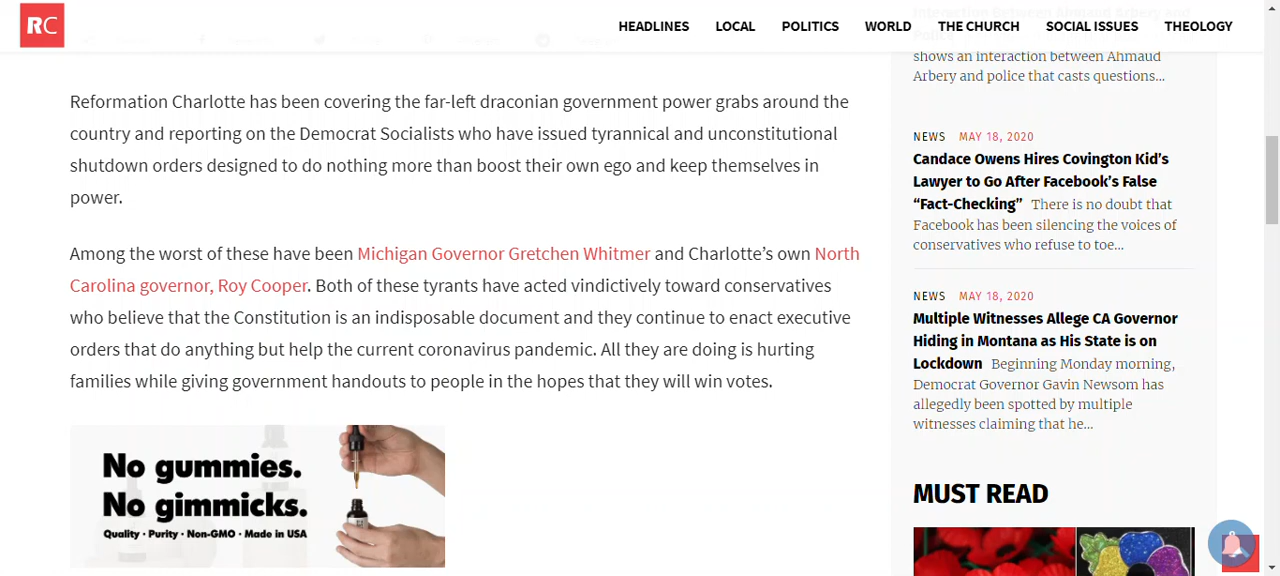 RC
HEADLINES LOCAL POLITICS WORLD THE CHURCH SOCIAL ISSUES THEOLOGY
Reformation Charlotte has been covering the far-left draconian government power grabs around the
country and reporting on the Democrat Socialists who have issued tyrannical and unconstitutional
shutdown orders designed to do nothing more than boost their own ego and keep themselves in
power.
Among the worst of these have been Michigan Governor Gretchen Whitmer and Charlotte's own North
Carolina governor, Roy Cooper. Both of these tyrants have acted vindictively toward conservatives
who believe that the Constitution is an indisposable document and they continue to enact executive
orders that do anything but help the current coronavirus pandemic. All they are doing is hurting
families while giving government handouts to people in the hopes that they will win votes.
No gummies.
No gimmicks.
Quality · Purity · Non-GMO · Made in USA
Interaction Between Ahmaud Arbery and
Police
shows an interaction between Ahmaud
Arbery and police that casts questions...
NEWS MAY 18, 2020
Candace Owens Hires Covington Kid's
Lawyer to Go After Facebook's False
“Fact-Checking” There is no doubt that
Facebook has been silencing the voices of
conservatives who refuse to toe...
NEWS MAY 18, 2020
Multiple Witnesses Allege CA Governor
Hiding in Montana as His State is on
Lockdown Beginning Monday morning,
Democrat Governor Gavin Newsom has
allegedly been spotted by multiple
witnesses claiming that he...
MUST READ